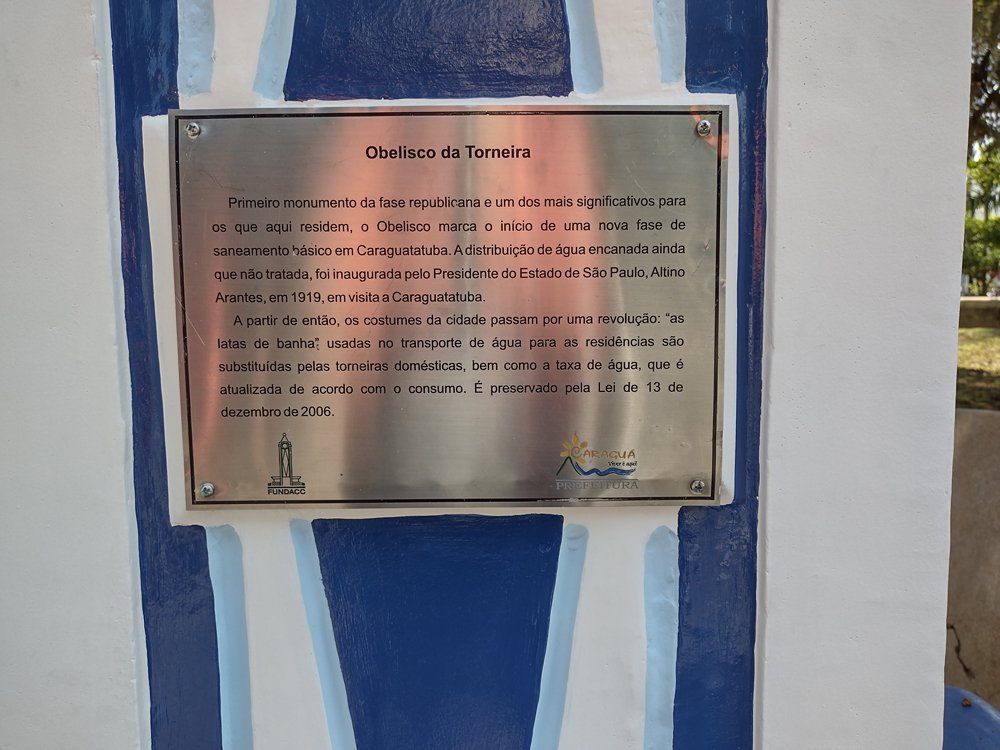 Obelisco da Torneira
Primeiro monumento da fase republicana e um dos mais significativos para
os que aqui residem, o Obelisco marca o início de uma nova fase de
saneamento básico em Caraguatatuba. A distribuição de água encanada ainda
que não tratada, foi inaugurada pelo Presidente do Estado de São Paulo, Altino
Arantes, em 1919, em visita a Caraguatatuba.
A partir de então, os costumes da cidade passam por uma revolução: “as
latas de banha”, usadas no transporte de água para as residências são
substituídas pelas torneiras domésticas, bem como a taxa de água, que é
atualizada de acordo com o consumo. É preservado pela Lei de 13 de
dezembro de 2006.
FUNDACC
CARAGUÁ
Viver é aqui!
PREFEITURA